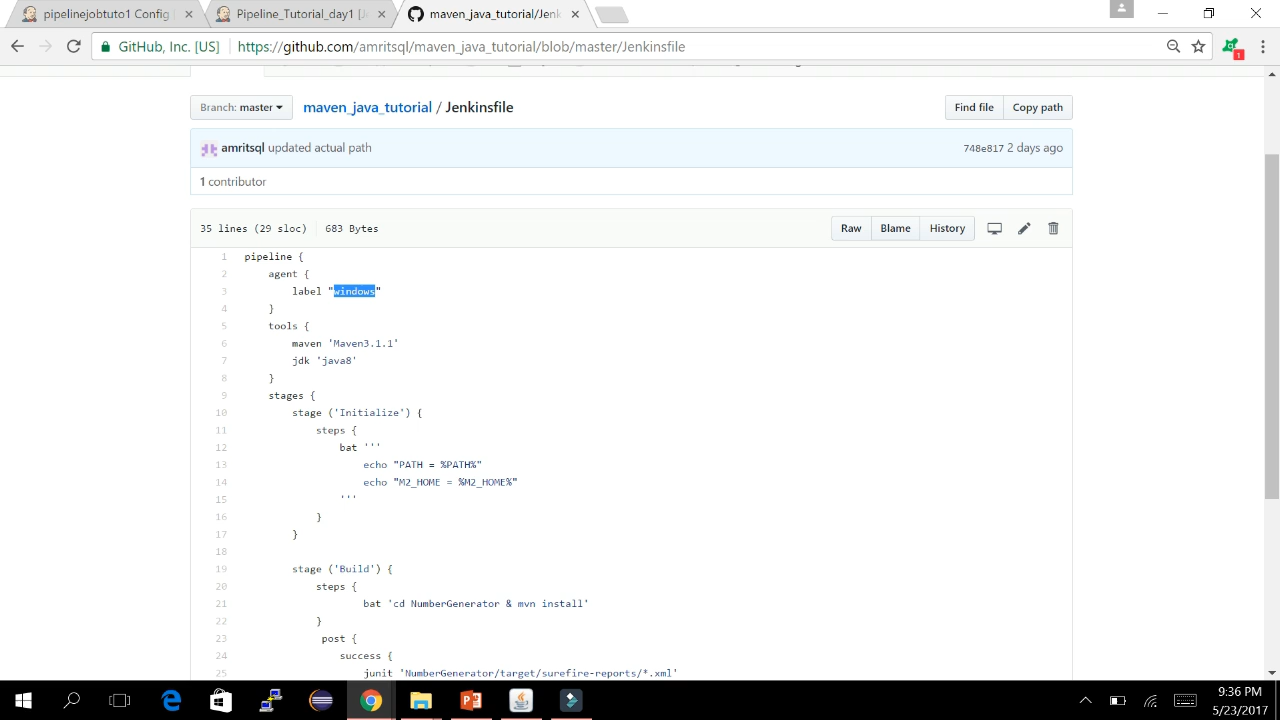 pipelinejobtuto1 Config
Pipeline_Tutorial_day1 [J
maven_java_tutorial/Jenk
GitHub, Inc. [US]
https://github.com/amritsql/maven_java_tutorial/blob/master/Jenkinsfile
1
Branch: master
maven_java_tutorial / Jenkinsfile
Find file
Copy path
amritsql updated actual path
748e817 2 days ago
1 contributor
35 lines (29 sloc)
683 Bytes
Raw
Blame
History
1 pipeline {
2 agent {
3 label "windows"
4 }
5 tools {
6 maven 'Maven3.1.1'
7 jdk 'java8'
8 }
9 stages {
10 stage ('Initialize') {
11 steps {
12 bat '''
13 echo "PATH = %PATH%"
14 echo "M2_HOME = %M2_HOME%"
15 '''
16 }
17 }
18
19 stage ('Build') {
20 steps {
21 bat 'cd NumberGenerator & mvn install'
22 }
23 post {
24 success {
25 junit 'NumberGenerator/target/surefire-reports/*.xml'
9:36 PM
5/23/2017